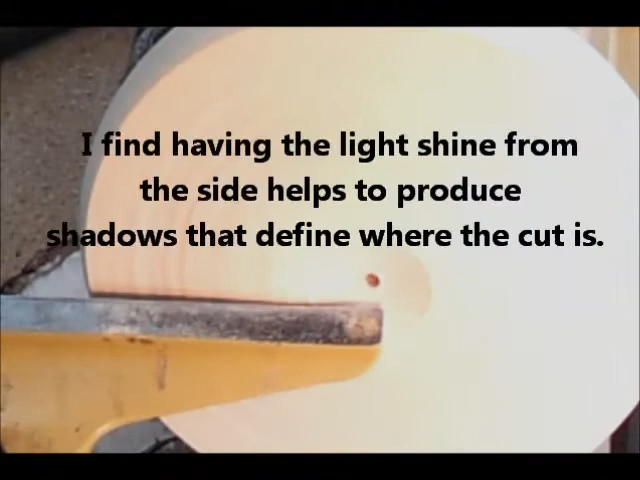 I find having the light shine from
the side helps to produce
shadows that define where the cut is.